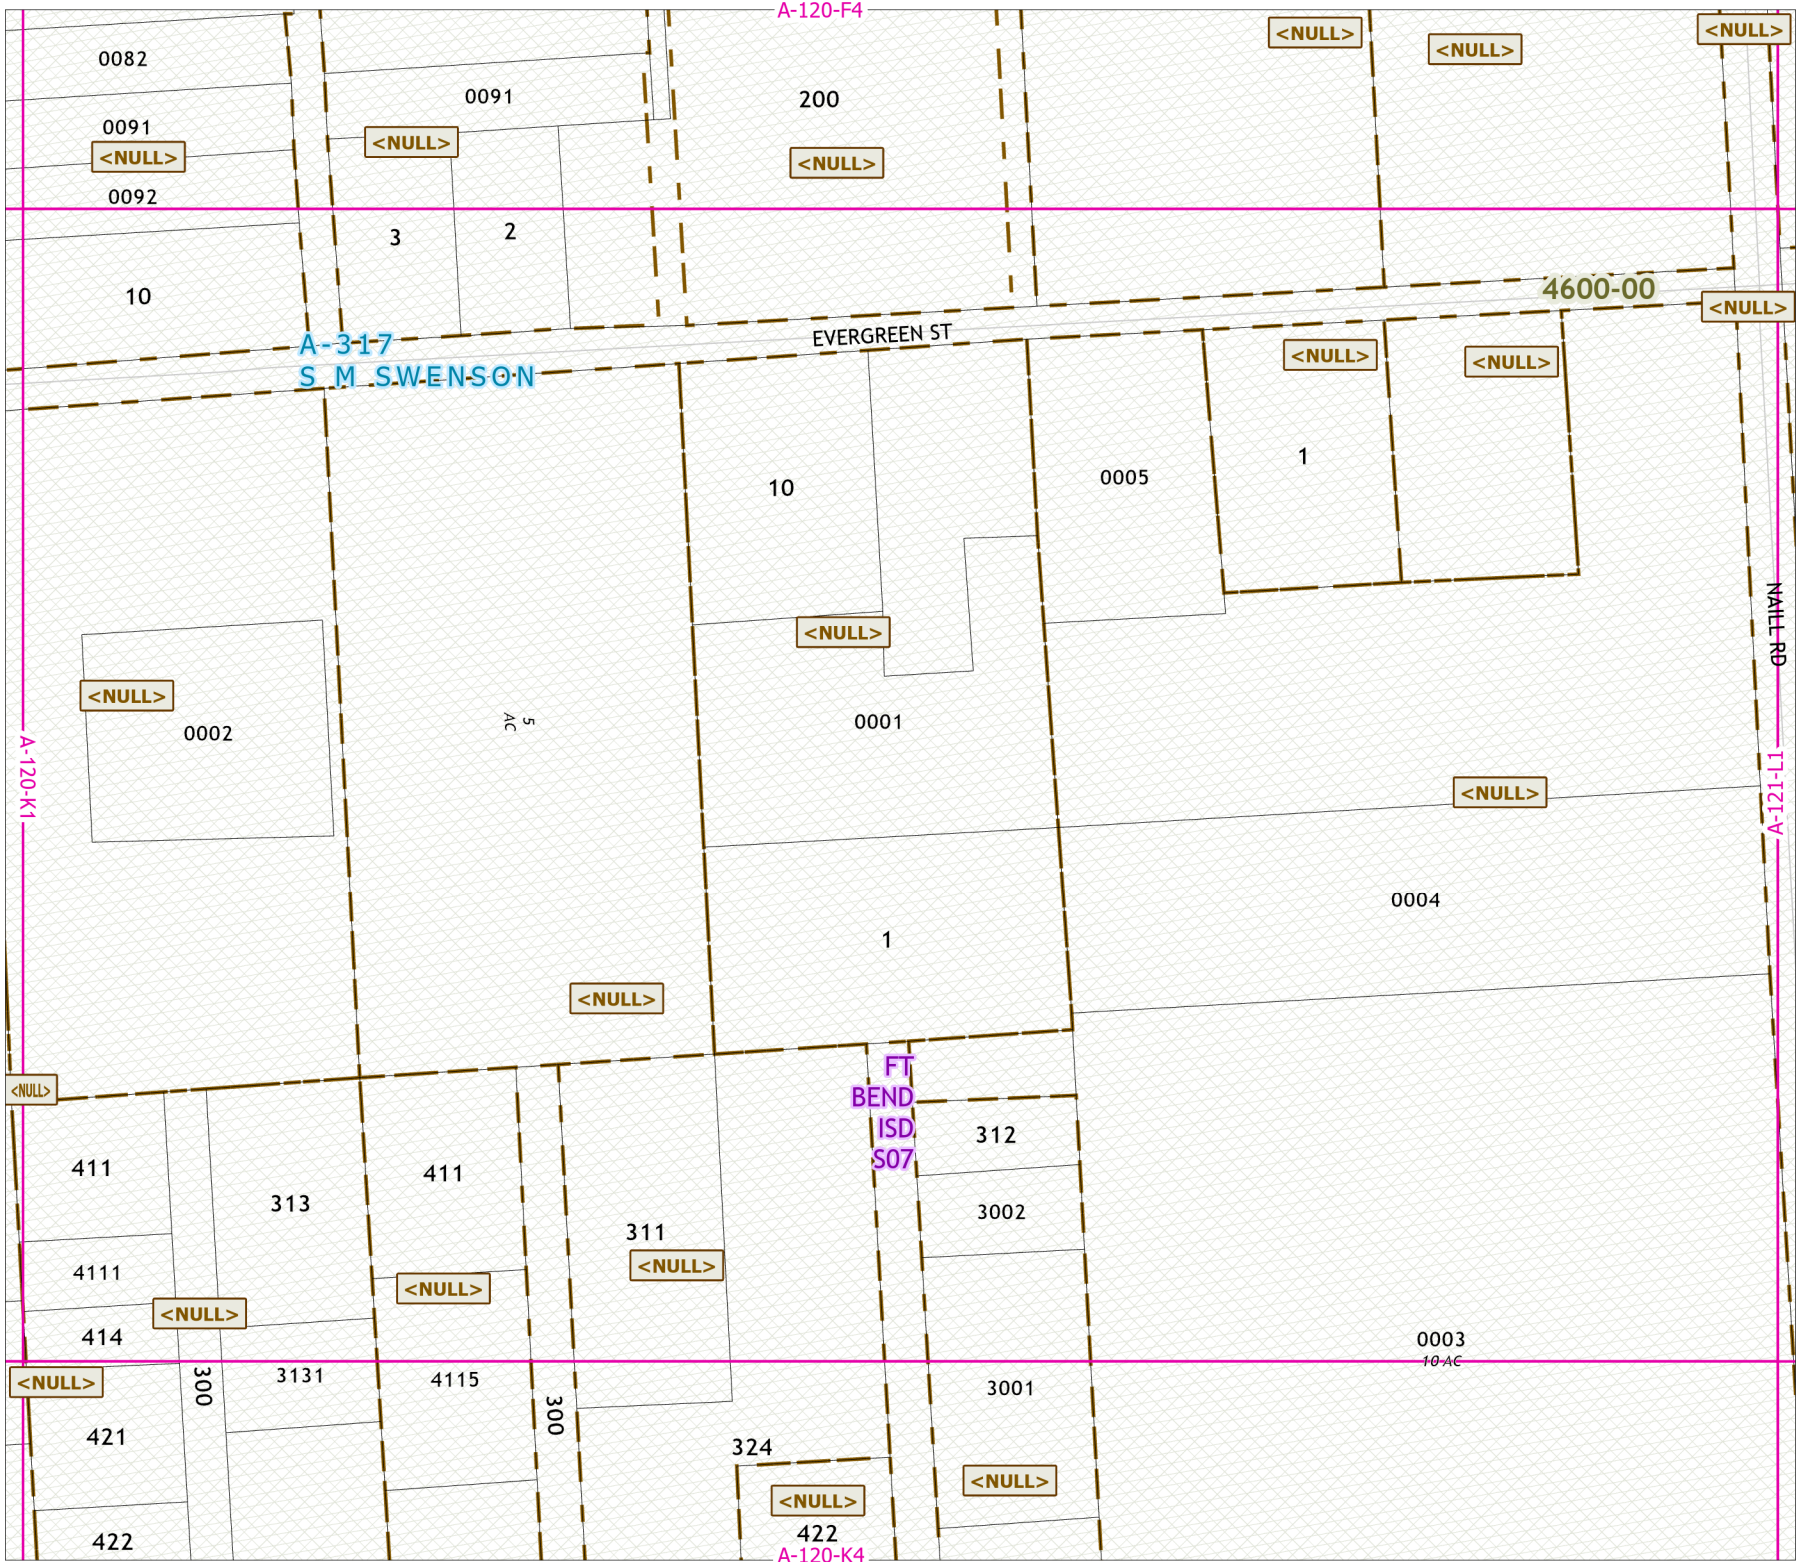 A-120-F4
<NULL>
<NULL>
<NULL>
0082
0091
200
0091
<NULL>
<NULL>
<NULL>
0092
3
2
10
4600-00
<NULL>
EVERGREEN ST
A-317
S M SWENSON
<NULL>
<NULL>
1
0005
10
NAILL RD
<NULL>
<NULL>
0002
5
AC
0001
A-120-K1
A-121-L1
<NULL>
0004
1
<NULL>
FT
BEND
ISD
S07
<NULL>
312
411
411
313
3002
311
<NULL>
4111
<NULL>
<NULL>
414
0003
10 AC
<NULL>
300
3131
4115
3001
300
421
324
<NULL>
<NULL>
422
422
A-120-K4